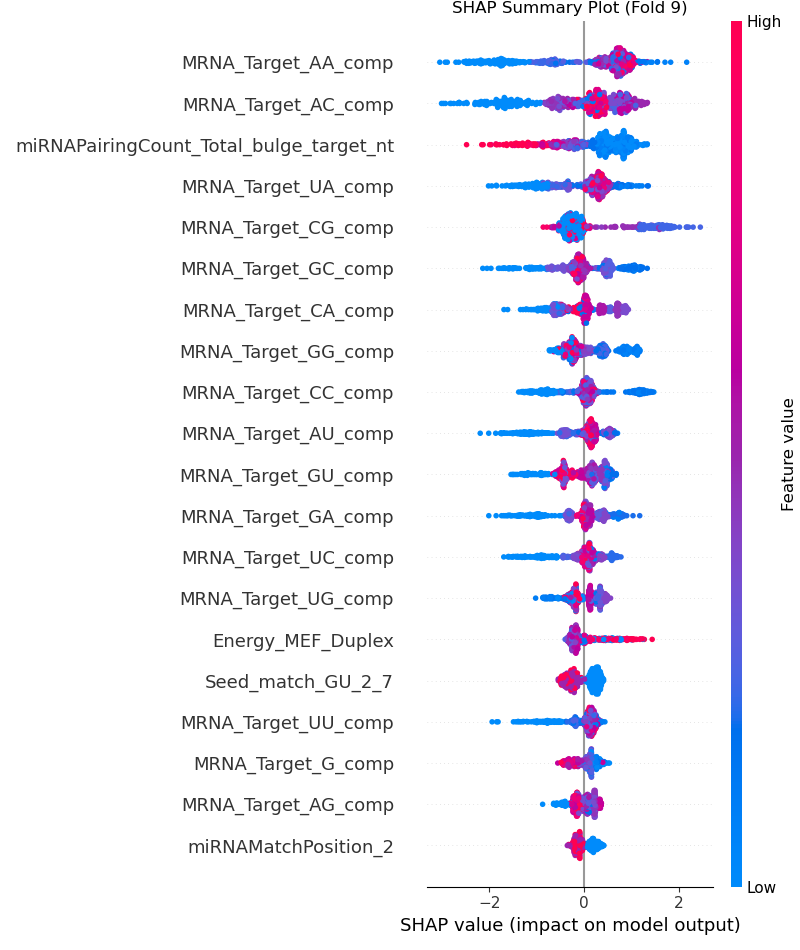 SHAP Summary Plot (Fold 9)
High
MRNA_Target_AA_comp
MRNA_Target_AC_comp
miRNAPairingCount_Total_bulge_target_nt
MRNA_Target_UA_comp
MRNA_Target_CG_comp
MRNA_Target_GC_comp
MRNA_Target_CA_comp
MRNA_Target_GG_comp
MRNA_Target_CC_comp
MRNA_Target_AU_comp
MRNA_Target_GU_comp
MRNA_Target_GA_comp
MRNA_Target_UC_comp
MRNA_Target_UG_comp
Energy_MEF_Duplex
Seed_match_GU_2_7
MRNA_Target_UU_comp
MRNA_Target_G_comp
MRNA_Target_AG_comp
miRNAMatchPosition_2
Feature value
Low
−2 0 2
SHAP value (impact on model output)